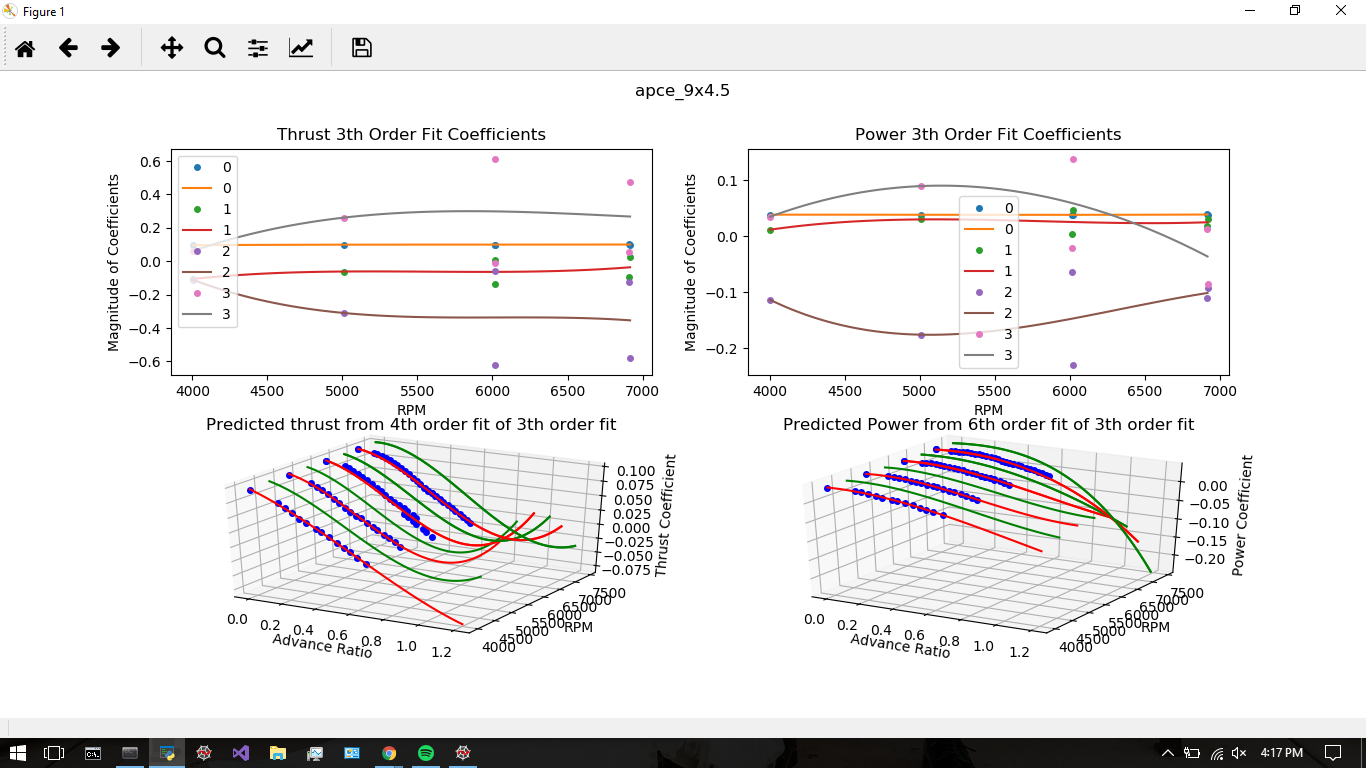 Figure 1
apce_9x4.5
Thrust 3th Order Fit Coefficients
Magnitude of Coefficients
0.6
0.4
0.2
0.0
−0.2
−0.4
−0.6
0
0
1
1
2
2
3
3
4000 4500 5000 5500 6000 6500 7000
RPM
Power 3th Order Fit Coefficients
Magnitude of Coefficients
0.1
0.0
−0.1
−0.2
0
0
1
1
2
2
3
3
4000 4500 5000 5500 6000 6500 7000
RPM
Predicted thrust from 4th order fit of 3th order fit
0.100
0.075
0.050
0.025
0.000
−0.025
−0.050
−0.075
Thrust Coefficient
0.0 0.2 0.4 0.6 0.8 1.0 1.2
Advance Ratio
4000 4500 5000 5500 6000 6500 7000 7500
RPM
Predicted Power from 6th order fit of 3th order fit
0.00
−0.05
−0.10
−0.15
−0.20
Power Coefficient
0.0 0.2 0.4 0.6 0.8 1.0 1.2
Advance Ratio
4000 4500 5000 5500 6000 6500 7000 7500
RPM
4:17 PM